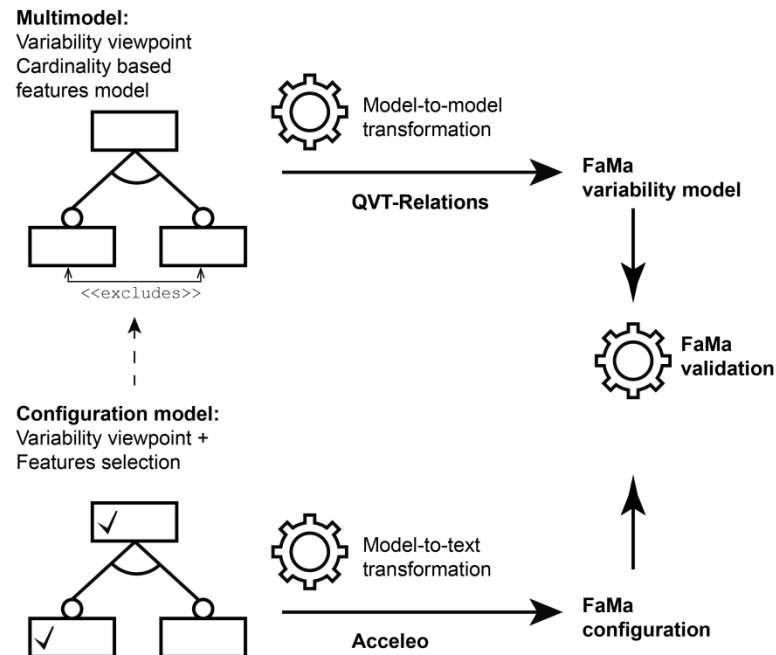 Multimodel:
Variability viewpoint
Cardinality based
features model
Model-to-model
transformation
QVT-Relations
FaMa
variability model
<<excludes>>
FaMa
validation
Configuration model:
Variability viewpoint +
Features selection
Model-to-text
transformation
Acceleo
FaMa
configuration